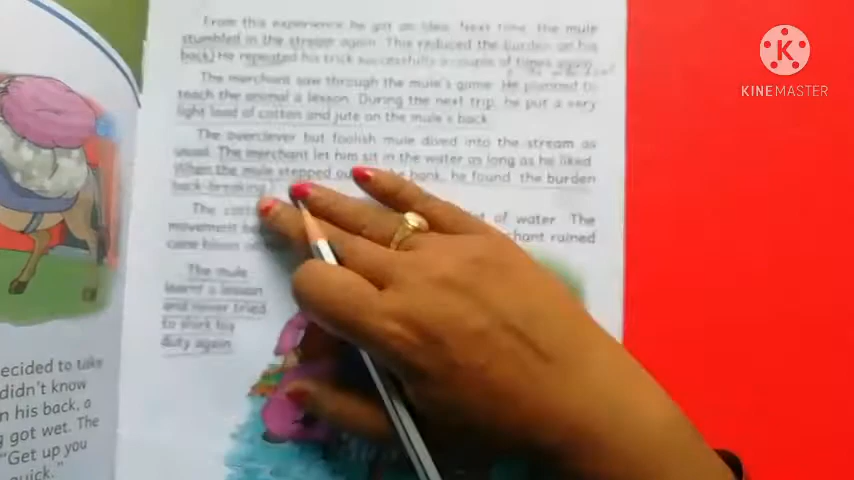 From this experience he got an idea. Next time, the mule
stumbled in the stream again. This reduced the burden on his
back. He repeated his trick successfully a couple of times again.
The merchant saw through the mule's game. He planned to
teach the animal a lesson. During the next trip, he put a very
light load of cotton and jute on the mule's back.
The overclever but foolish mule dived into the stream as
usual. The merchant let him sit in the water as long as he liked.
When the mule stepped bank, he found the burden
back-breaking.
The of water. The
movement rained
cane blows
The mule
learnt a lesson
and never tried
to shirk his
duty again.
ecided to take
didn't know
n his back, a
g got wet. The
"Get up you
quick."
KINEMASTER